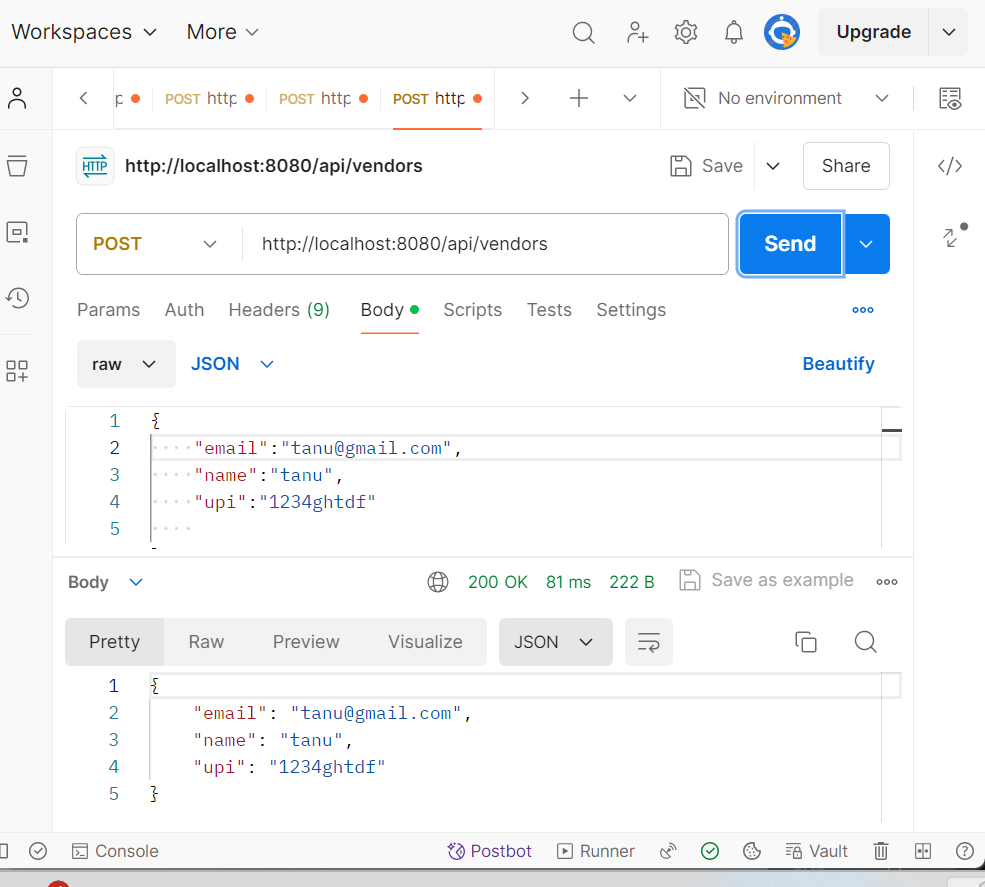 Workspaces More Upgrade
POST http POST http POST http No environment
HTTP http://localhost:8080/api/vendors Save Share
POST http://localhost:8080/api/vendors Send
Params Auth Headers (9) Body Scripts Tests Settings
raw JSON Beautify
1 {
2 "email":"tanu@gmail.com",
3 "name":"tanu",
4 "upi":"1234ghtdf"
5
Body 200 OK 81 ms 222 B Save as example
Pretty Raw Preview Visualize JSON
1 {
2 "email": "tanu@gmail.com",
3 "name": "tanu",
4 "upi": "1234ghtdf"
5 }
Console Postbot Runner Vault